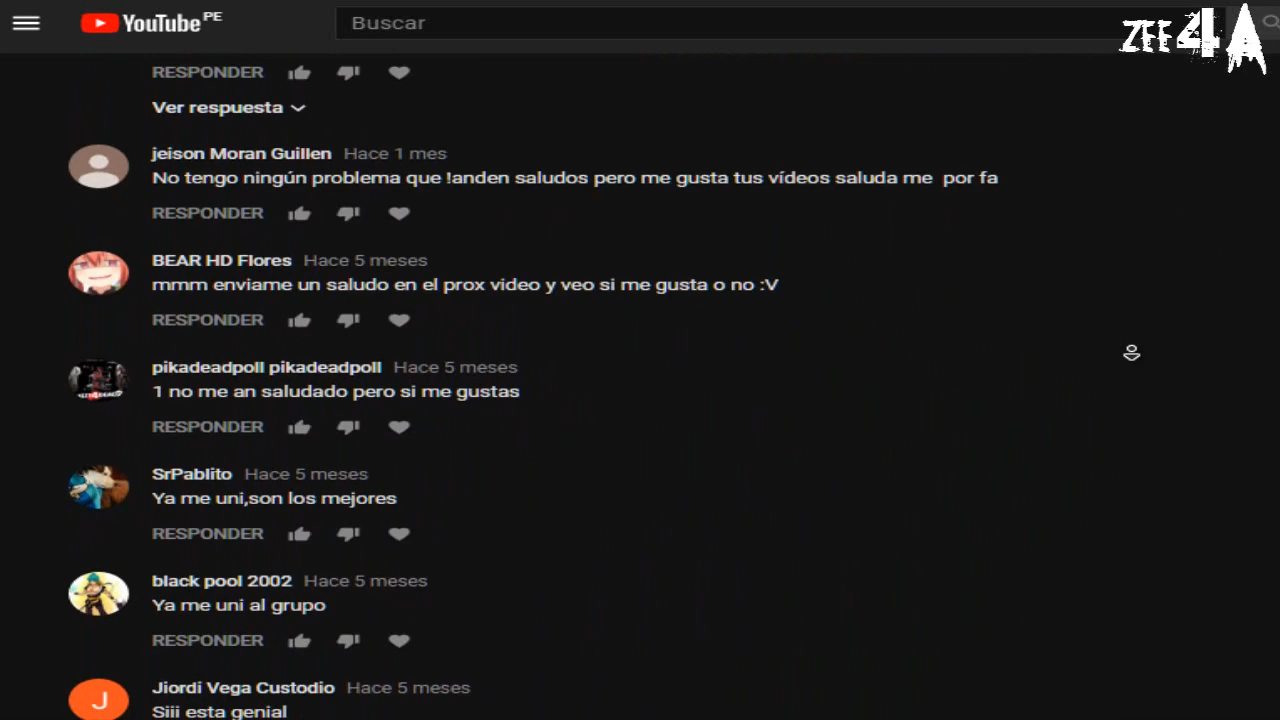 YouTube PE
Buscar
ZEE4A
RESPONDER
Ver respuesta
jeison Moran Guillen Hace 1 mes
No tengo ningún problema que !anden saludos pero me gusta tus vídeos saluda me por fa
RESPONDER
BEAR HD Flores Hace 5 meses
mmm enviame un saludo en el prox video y veo si me gusta o no :V
RESPONDER
pikadeadpoll pikadeadpoll Hace 5 meses
1 no me an saludado pero si me gustas
RESPONDER
SrPablito Hace 5 meses
Ya me uni,son los mejores
RESPONDER
black pool 2002 Hace 5 meses
Ya me uni al grupo
RESPONDER
J
Jiordi Vega Custodio Hace 5 meses
Siii esta genial